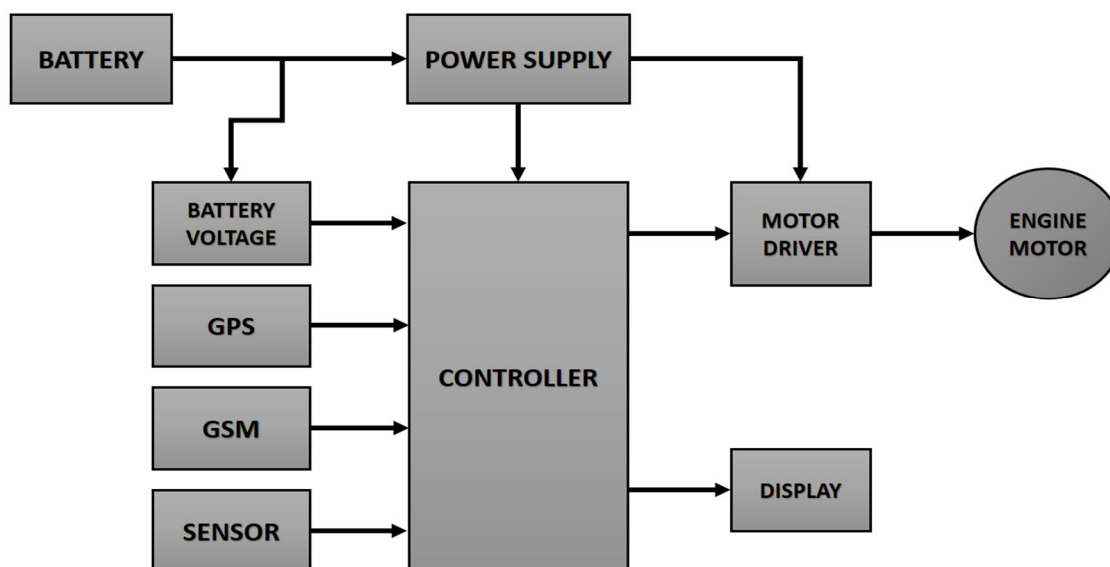 BATTERY
POWER SUPPLY
BATTERY
VOLTAGE
MOTOR
DRIVER
ENGINE
MOTOR
GPS
CONTROLLER
GSM
DISPLAY
SENSOR